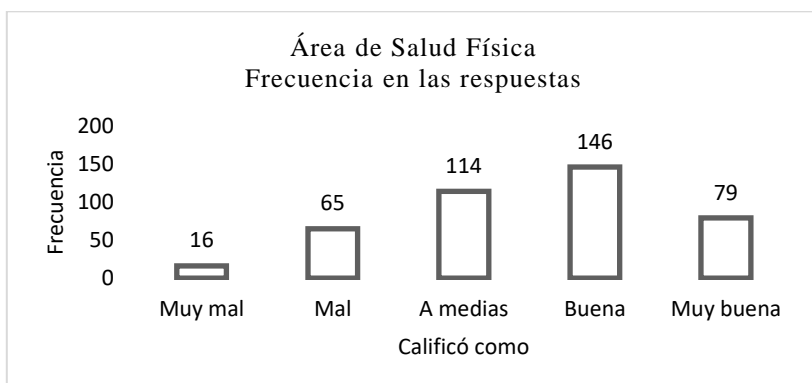 Área de Salud Física
Frecuencia en las respuestas
Frecuencia
200
150
100
50
0
16
65
114
146
79
Muy mal
Mal
A medias
Buena
Muy buena
Calificó como